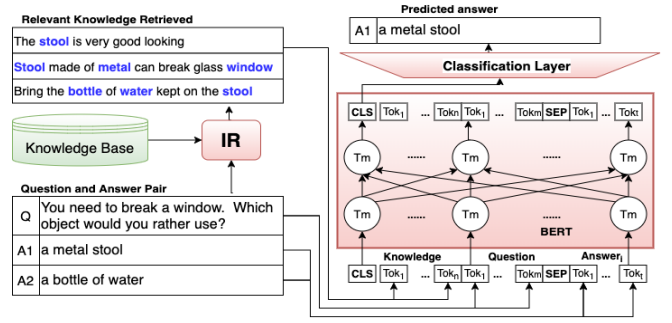 Relevant Knowledge Retrieved
The stool is very good looking
Stool made of metal can break glass window
Bring the bottle of water kept on the stool
Knowledge Base
IR
Question and Answer Pair
Q You need to break a window. Which
object would you rather use?
A1 a metal stool
A2 a bottle of water
Predicted answer
A1 a metal stool
Classification Layer
CLS Tok1 ... Tokn Tok1 ... Tokm SEP Tok1 ... Tokt
Tm ...... Tm ...... Tm
Tm ...... Tm ...... Tm
BERT
Knowledge Question Answeri
CLS Tok1 ... Tokn Tok1 ... Tokm SEP Tok1 ... Tokt